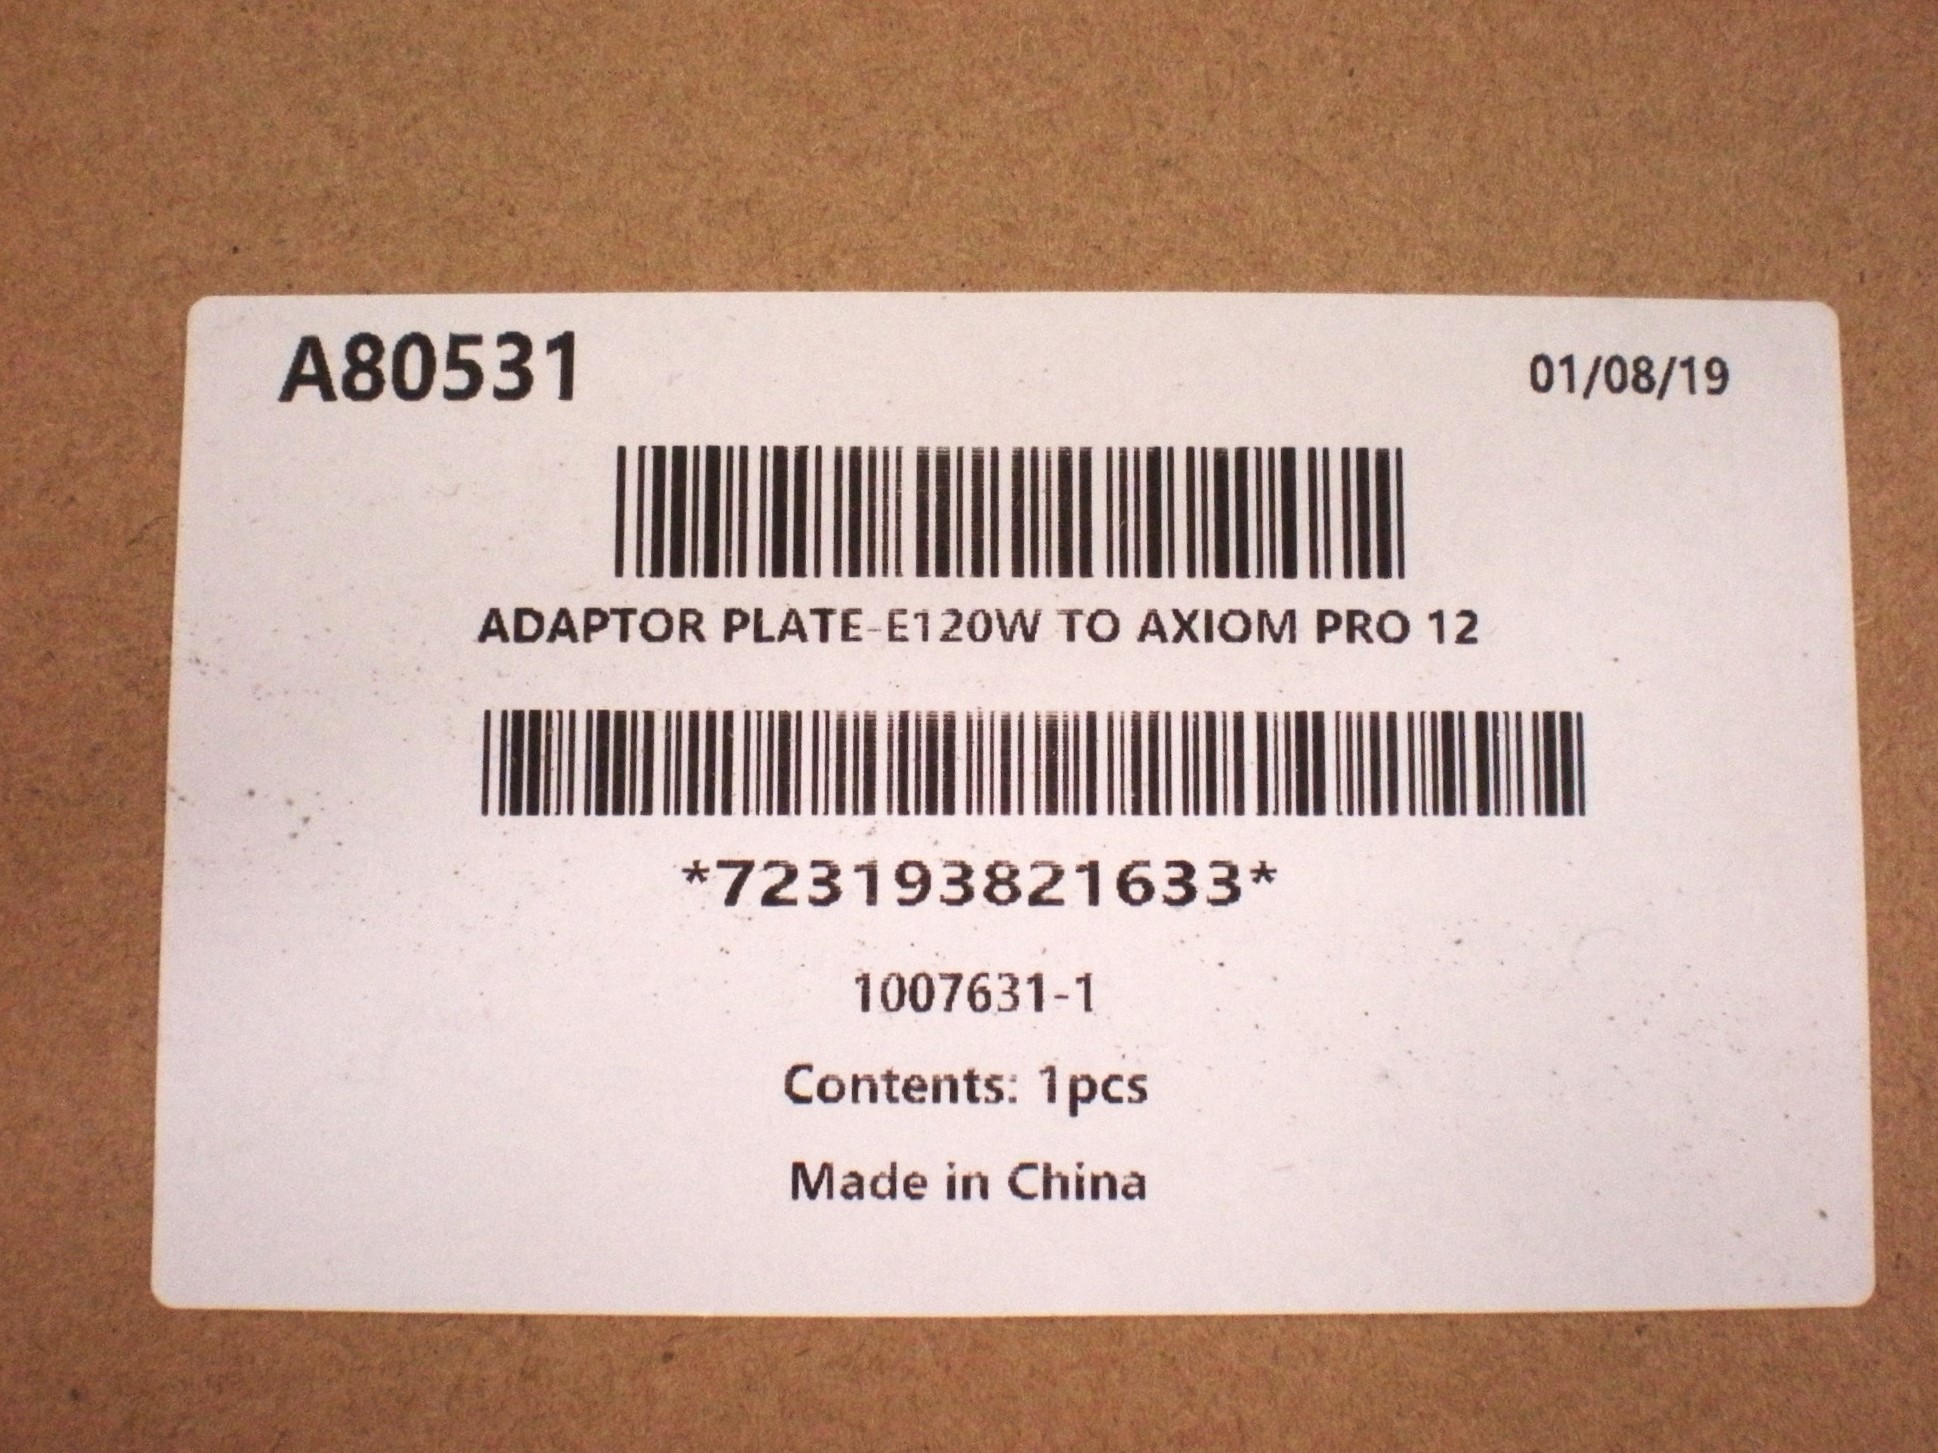 A80531
01/08/19
ADAPTOR PLATE-E120W TO AXIOM PRO 12
*723193821633*
1007631-1
Contents: 1pcs
Made in China